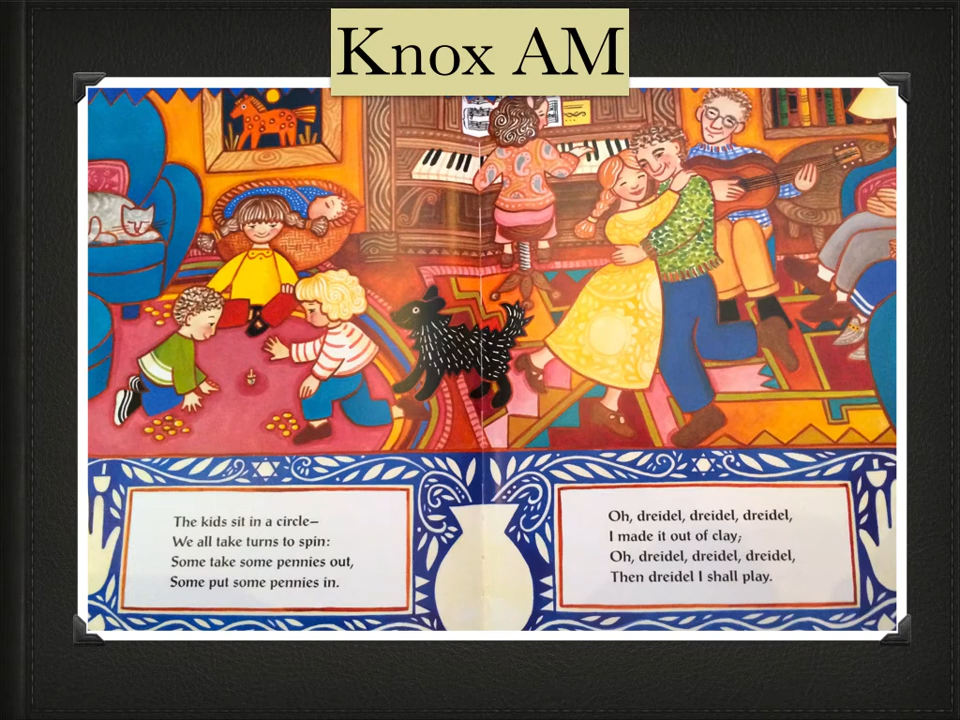 Knox AM
The kids sit in a circle—
We all take turns to spin:
Some take some pennies out,
Some put some pennies in.
Oh, dreidel, dreidel, dreidel,
I made it out of clay;
Oh, dreidel, dreidel, dreidel,
Then dreidel I shall play.